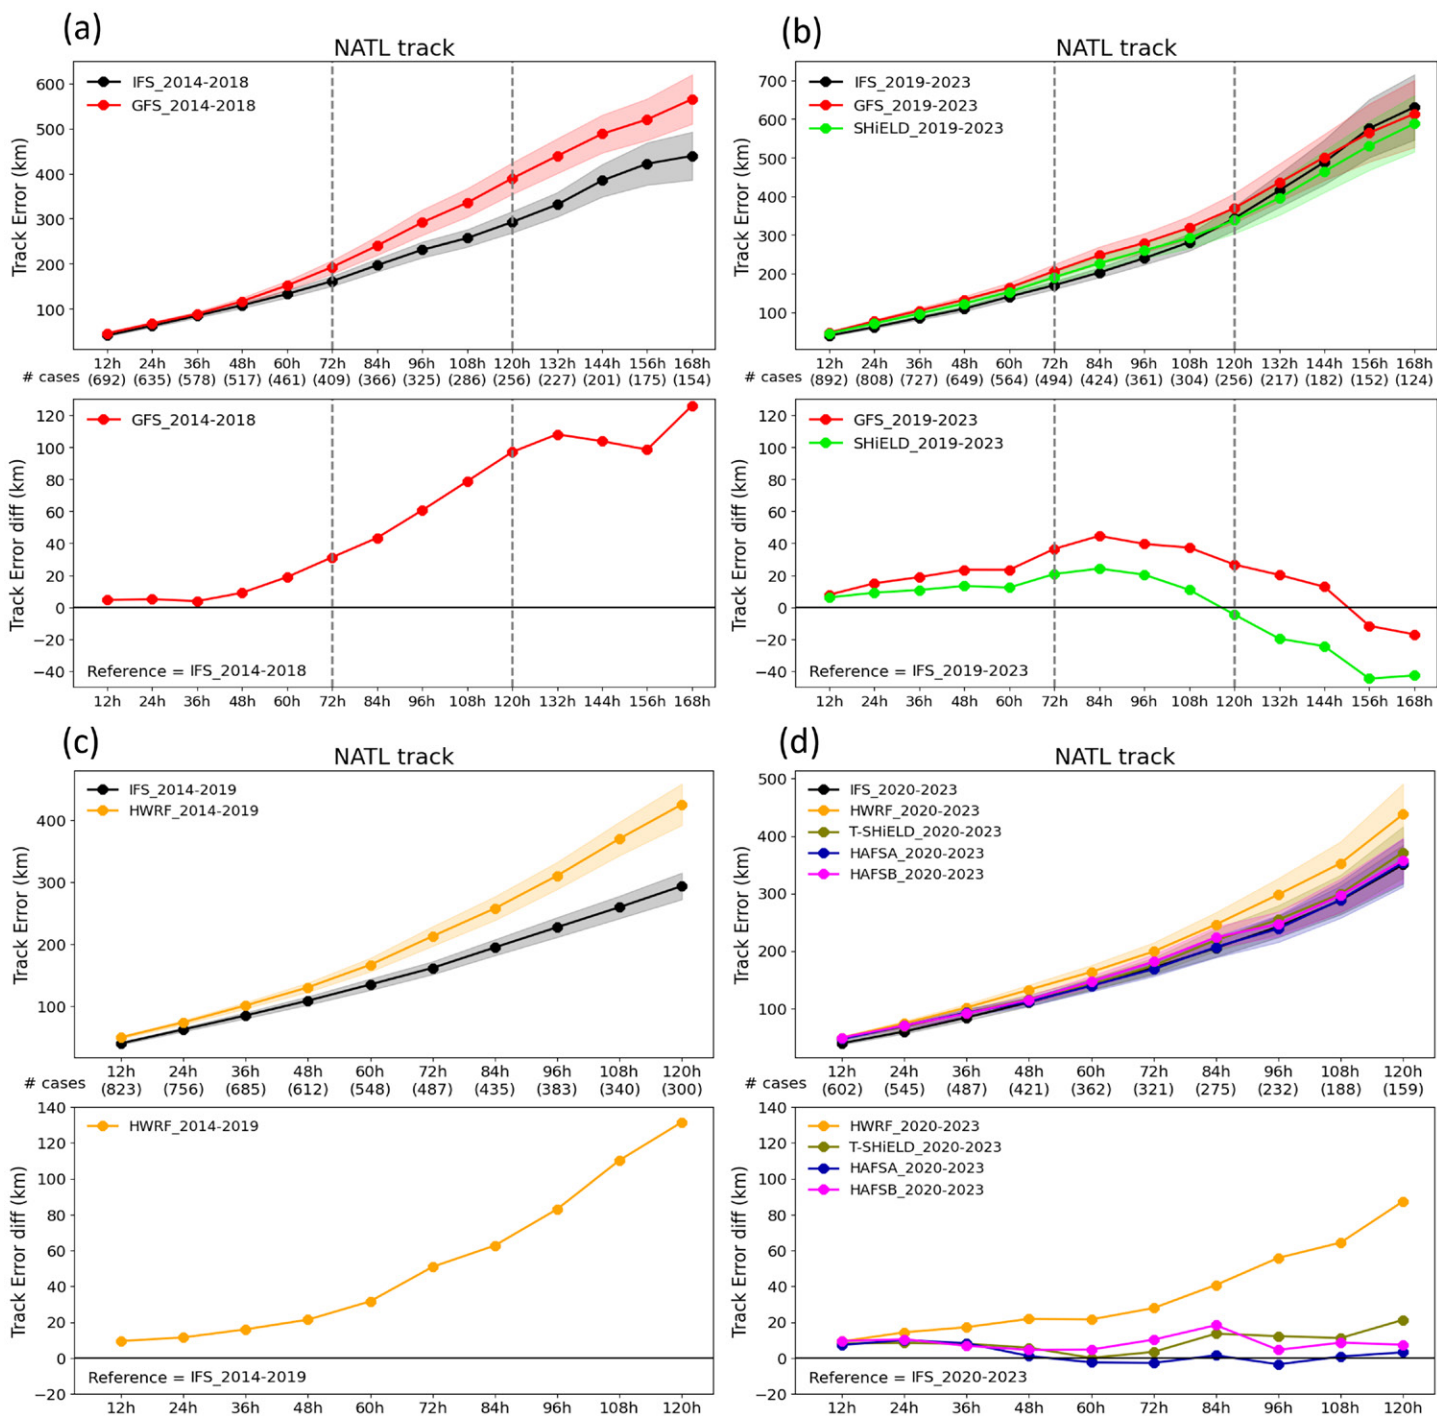 (a)
NATL track
IFS_2014-2018
GFS_2014-2018
Track Error (km)
600
500
400
300
200
100
12h 24h 36h 48h 60h 72h 84h 96h 108h 120h 132h 144h 156h 168h
# cases (692) (635) (578) (517) (461) (409) (366) (325) (286) (256) (227) (201) (175) (154)
GFS_2014-2018
Track Error diff (km)
120
100
80
60
40
20
0
−20
−40
Reference = IFS_2014-2018
12h 24h 36h 48h 60h 72h 84h 96h 108h 120h 132h 144h 156h 168h
(b)
NATL track
IFS_2019-2023
GFS_2019-2023
SHiELD_2019-2023
Track Error (km)
700
600
500
400
300
200
100
12h 24h 36h 48h 60h 72h 84h 96h 108h 120h 132h 144h 156h 168h
# cases (892) (808) (727) (649) (564) (494) (424) (361) (304) (256) (217) (182) (152) (124)
GFS_2019-2023
SHiELD_2019-2023
Track Error diff (km)
120
100
80
60
40
20
0
−20
−40
Reference = IFS_2019-2023
12h 24h 36h 48h 60h 72h 84h 96h 108h 120h 132h 144h 156h 168h
(c)
NATL track
IFS_2014-2019
HWRF_2014-2019
Track Error (km)
400
300
200
100
12h 24h 36h 48h 60h 72h 84h 96h 108h 120h
# cases (823) (756) (685) (612) (548) (487) (435) (383) (340) (300)
HWRF_2014-2019
Track Error diff (km)
140
120
100
80
60
40
20
0
−20
Reference = IFS_2014-2019
12h 24h 36h 48h 60h 72h 84h 96h 108h 120h
(d)
NATL track
IFS_2020-2023
HWRF_2020-2023
T-SHiELD_2020-2023
HAFSA_2020-2023
HAFSB_2020-2023
Track Error (km)
500
400
300
200
100
12h 24h 36h 48h 60h 72h 84h 96h 108h 120h
# cases (602) (545) (487) (421) (362) (321) (275) (232) (188) (159)
HWRF_2020-2023
T-SHiELD_2020-2023
HAFSA_2020-2023
HAFSB_2020-2023
Track Error diff (km)
140
120
100
80
60
40
20
0
−20
Reference = IFS_2020-2023
12h 24h 36h 48h 60h 72h 84h 96h 108h 120h